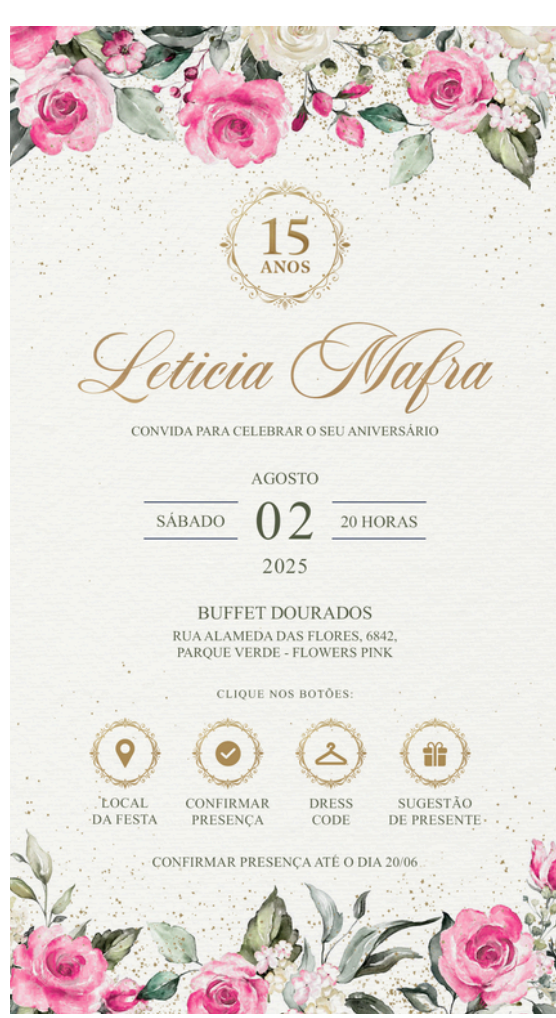 15
ANOS
Leticia Mafra
CONVIDA PARA CELEBRAR O SEU ANIVERSÁRIO
AGOSTO
SÁBADO 02 20 HORAS
2025
BUFFET DOURADOS
RUA ALAMEDA DAS FLORES, 6842,
PARQUE VERDE - FLOWERS PINK
CLIQUE NOS BOTÕES:
LOCAL
DA FESTA
CONFIRMAR
PRESENÇA
DRESS
CODE
SUGESTÃO
DE PRESENTE
CONFIRMAR PRESENÇA ATÉ O DIA 20/06